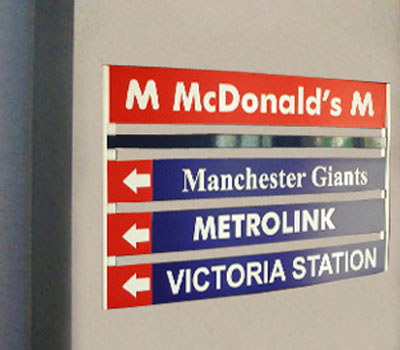 M McDonald's M
Manchester Giants
METROLINK
VICTORIA STATION